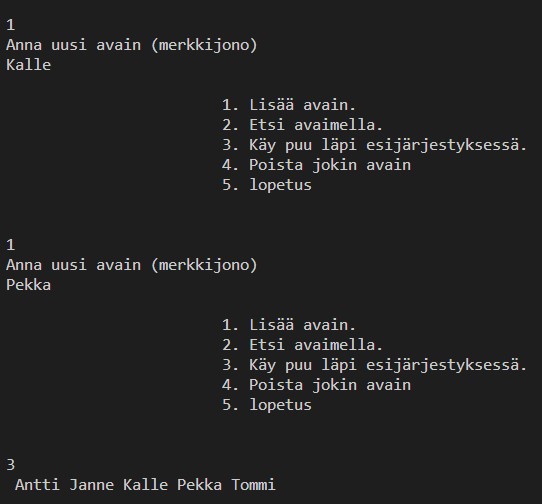 1
Anna uusi avain (merkkijono)
Kalle
1. Lisää avain.
2. Etsi avaimella.
3. Käy puu läpi esijärjestyksessä.
4. Poista jokin avain
5. lopetus
1
Anna uusi avain (merkkijono)
Pekka
1. Lisää avain.
2. Etsi avaimella.
3. Käy puu läpi esijärjestyksessä.
4. Poista jokin avain
5. lopetus
3
Antti Janne Kalle Pekka Tommi